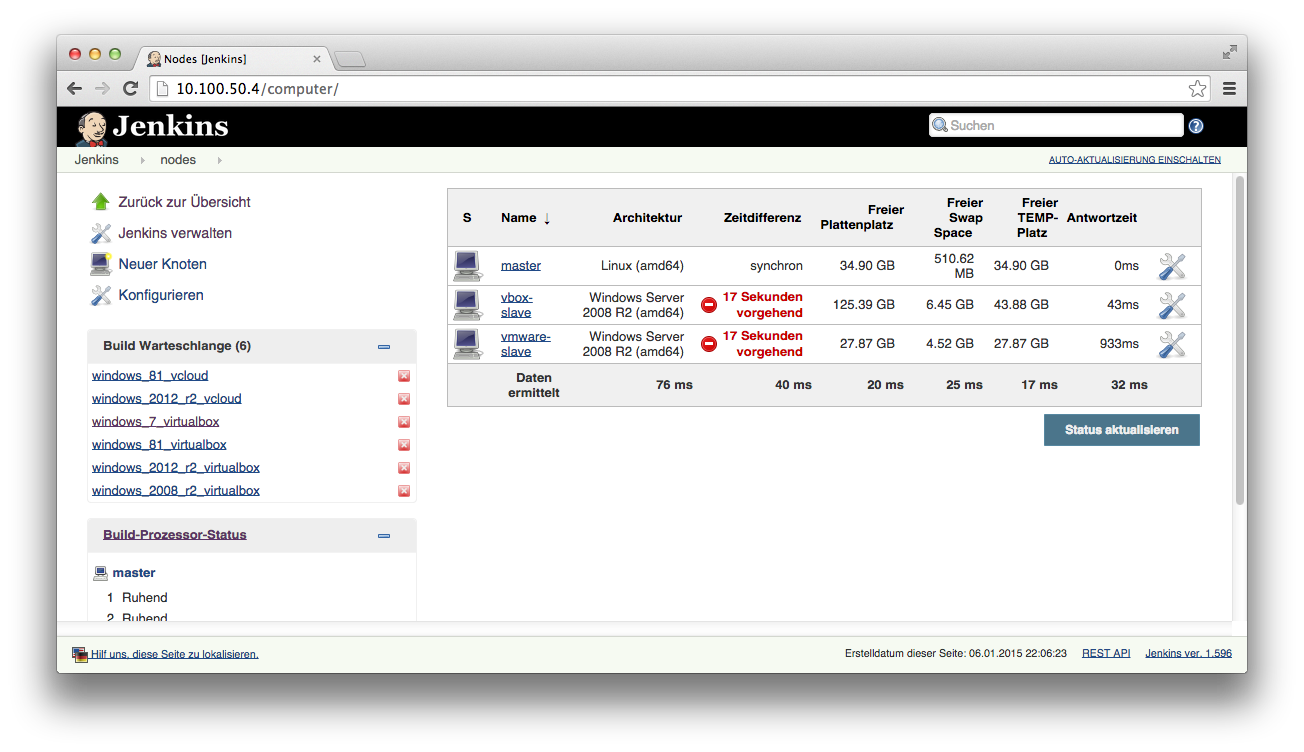 Nodes [Jenkins]
10.100.50.4/computer/
Jenkins
Suchen
Jenkins
nodes
AUTO-AKTUALISIERUNG EINSCHALTEN
Zurück zur Übersicht
Jenkins verwalten
Neuer Knoten
Konfigurieren
Build Warteschlange (6)
windows_81_vcloud
windows_2012_r2_vcloud
windows_7_virtualbox
windows_81_virtualbox
windows_2012_r2_virtualbox
windows_2008_r2_virtualbox
Build-Prozessor-Status
master
1 Ruhend
2 Ruhend
S Name ↓ Architektur Zeitdifferenz Freier Plattenplatz Freier Swap Space Freier TEMP-Platz Antwortzeit
master Linux (amd64) synchron 34.90 GB 510.62 MB 34.90 GB 0ms
vbox-slave Windows Server 2008 R2 (amd64) 17 Sekunden vorgehend 125.39 GB 6.45 GB 43.88 GB 43ms
vmware-slave Windows Server 2008 R2 (amd64) 17 Sekunden vorgehend 27.87 GB 4.52 GB 27.87 GB 933ms
Daten ermittelt 76 ms 40 ms 20 ms 25 ms 17 ms 32 ms
Status aktualisieren
Hilf uns, diese Seite zu lokalisieren.
Erstelldatum dieser Seite: 06.01.2015 22:06:23 REST API Jenkins ver. 1.596